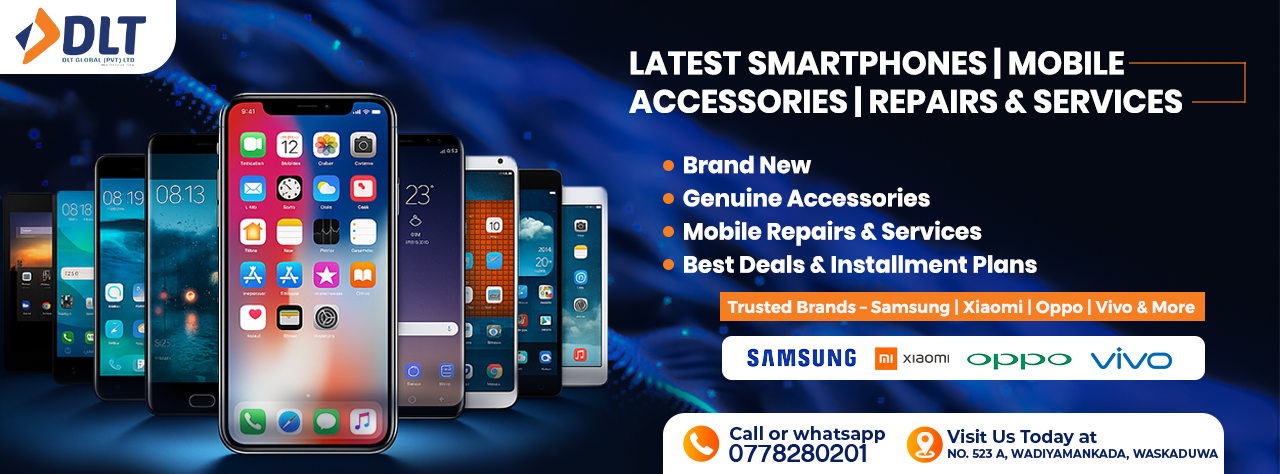 DLT
DLT GLOBAL (PVT) LTD
LATEST SMARTPHONES | MOBILE
ACCESSORIES | REPAIRS & SERVICES
Brand New
Genuine Accessories
Mobile Repairs & Services
Best Deals & Installment Plans
Trusted Brands – Samsung | Xiaomi | Oppo | Vivo & More
SAMSUNG
mi xiaomi
oppo
vivo
Call or whatsapp
0778280201
Visit Us Today at
NO. 523 A, WADIYAMANKADA, WASKADUWA
08:18
08:19
08:13
9:41
12
23°
10